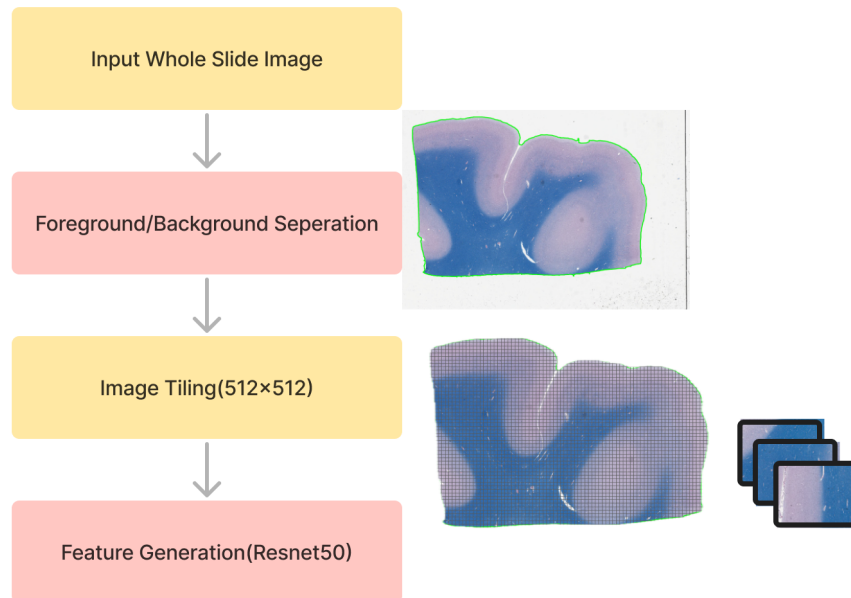 Input Whole Slide Image
Foreground/Background Seperation
Image Tiling(512×512)
Feature Generation(Resnet50)